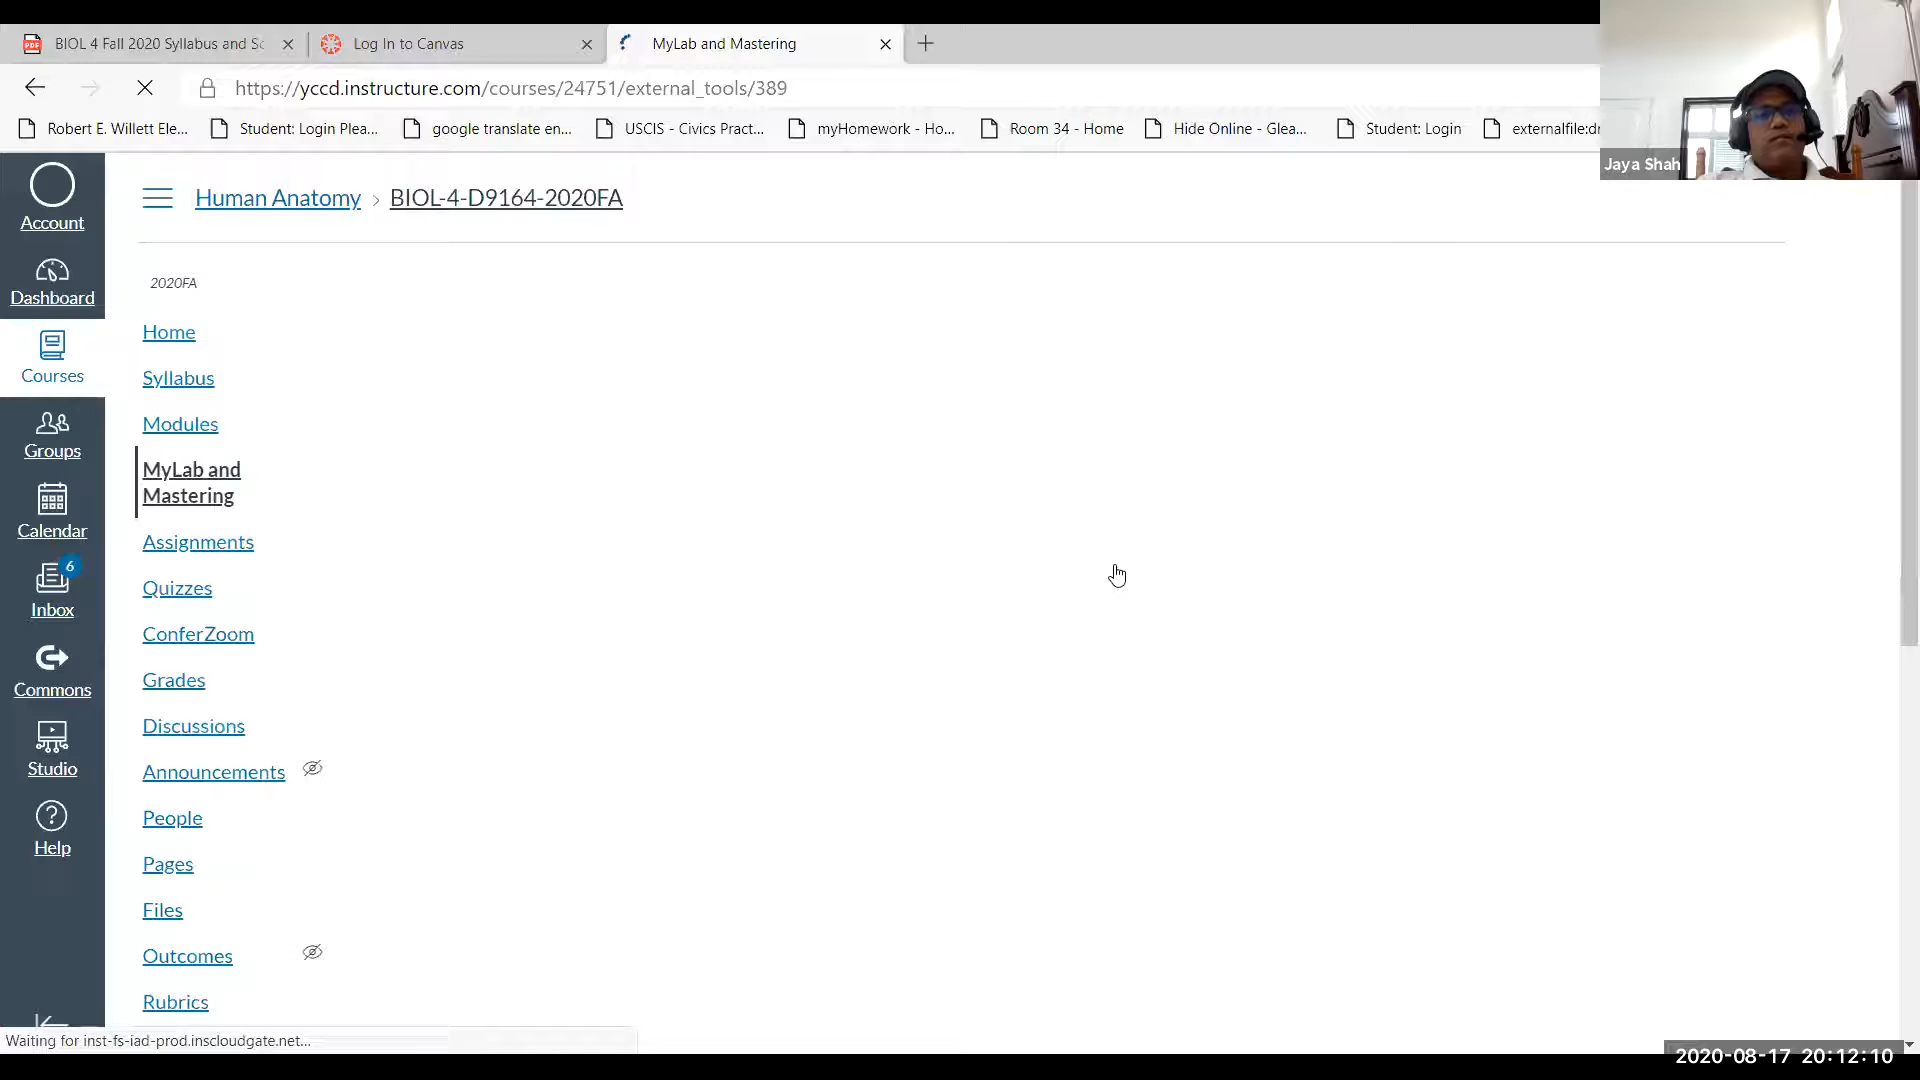 BIOL 4 Fall 2020 Syllabus and Sc
Log In to Canvas
MyLab and Mastering
https://yccd.instructure.com/courses/24751/external_tools/389
Robert E. Willett Ele...
Student: Login Plea...
google translate en...
USCIS - Civics Pract...
myHomework - Ho...
Room 34 - Home
Hide Online - Glea...
Student: Login
externalfile:dr
Jaya Shah
Account
Dashboard
Courses
Groups
Calendar
6
Inbox
Commons
Studio
Help
Human Anatomy > BIOL-4-D9164-2020FA
2020FA
Home
Syllabus
Modules
MyLab and
Mastering
Assignments
Quizzes
ConferZoom
Grades
Discussions
Announcements
People
Pages
Files
Outcomes
Rubrics
Waiting for inst-fs-iad-prod.inscloudgate.net...
2020-08-17 20:12:10